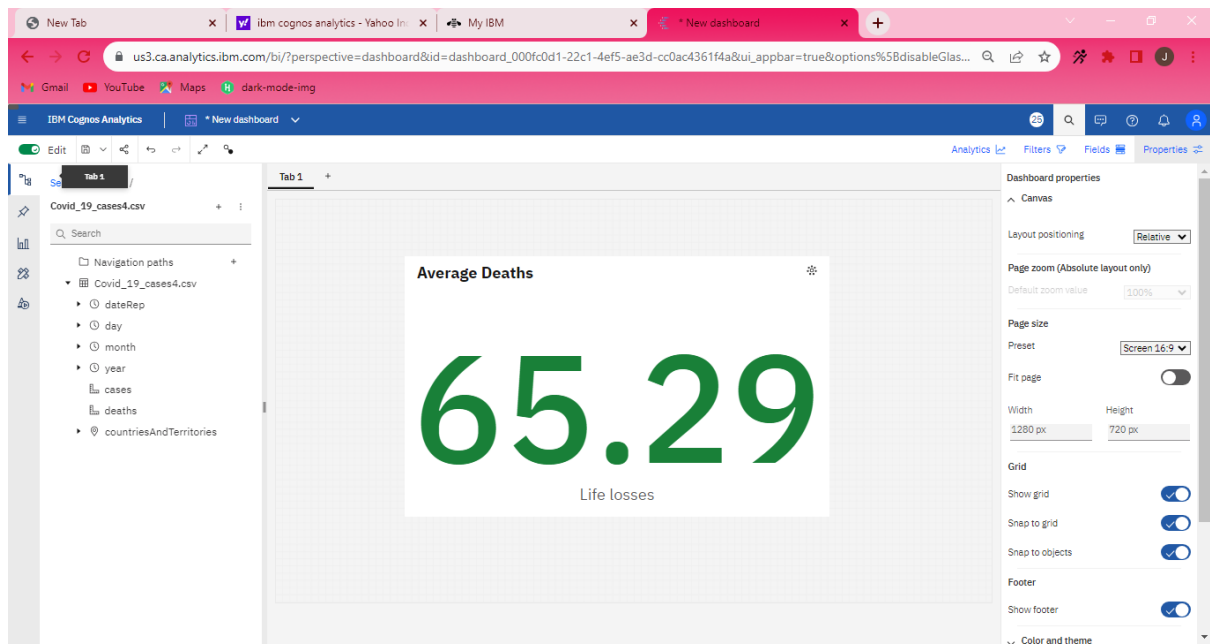 New Tab
ibm cognos analytics - Yahoo In
My IBM
* New dashboard
us3.ca.analytics.ibm.com/bi/?perspective=dashboard&id=dashboard_000fc0d1-22c1-4ef5-ae3d-cc0ac4361f4a&ui_appbar=true&options%5BdisableGlas...
J
Gmail
YouTube
Maps
dark-mode-img
IBM Cognos Analytics
* New dashboard
25
Edit
Analytics
Filters
Fields
Properties
Tab 1
Se /
Covid_19_cases4.csv
Search
Navigation paths
Covid_19_cases4.csv
dateRep
day
month
year
cases
deaths
countriesAndTerritories
Tab 1
Average Deaths
65.29
Life losses
Dashboard properties
Canvas
Layout positioning
Relative
Page zoom (Absolute layout only)
Default zoom value
100%
Page size
Preset
Screen 16:9
Fit page
Width Height
1280 px 720 px
Grid
Show grid
Snap to grid
Snap to objects
Footer
Show footer
Color and theme